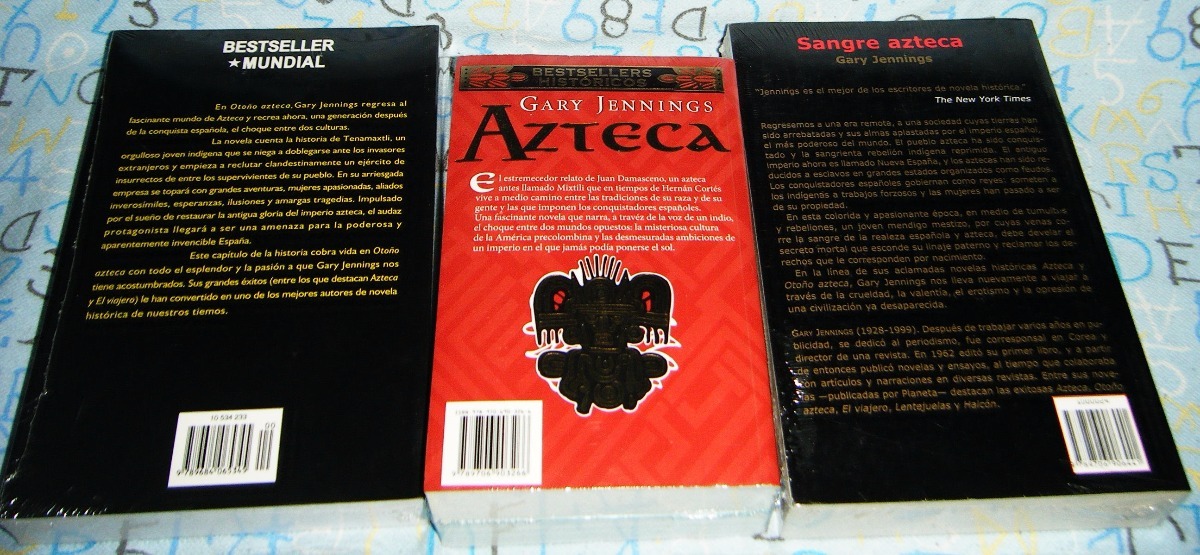 BESTSELLER
★MUNDIAL
En Otoño azteca, Gary Jennings regresa al
fascinante mundo de Azteca y recrea ahora, una generación después
de la conquista española, el choque entre dos culturas.
La novela cuenta la historia de Tenamaxtli, un
orgulloso joven indígena que se niega a doblegarse ante los invasores
extranjeros y empieza a reclutar clandestinamente un ejército de
insurrectos de entre los supervivientes de su pueblo. En su arriesgada
empresa se topará con grandes aventuras, mujeres apasionadas, aliados
inverosímiles, esperanzas, ilusiones y amargas tragedias. Impulsado
por el sueño de restaurar la antigua gloria del imperio azteca, el audaz
protagonista llegará a ser una amenaza para la poderosa y
aparentemente invencible España.
Este capítulo de la historia cobra vida en Otoño
azteca con todo el esplendor y la pasión a que Gary Jennings nos
tiene acostumbrados. Sus grandes éxitos (entre los que destacan Azteca
y El viajero) le han convertido en uno de los mejores autores de novela
histórica de nuestros tiempos.
10 534 233
00
BESTSELLERS
HISTÓRICOS
GARY JENNINGS
AZTECA
El estremecedor relato de Juan Damasceno, un azteca
antes llamado Mixtili que en tiempos de Hernán Cortés
vive a medio camino entre las tradiciones de su raza y de su
gente y las que imponen los conquistadores españoles.
Una fascinante novela que narra, a travéz de la voz de un indio,
el choque entre dos mundos opuestos: la misteriosa cultura
de la América precolombina y las desmesuradas ambiciones de
un imperio en el que jamás podía ponerse el sol.
Sangre azteca
Gary Jennings
"Jennings es el mejor de los escritores de novela histórica."
The New York Times
Regresemos a una era remota, a una sociedad cuyas tierras han
sido arrebatadas y sus almas aplastadas por el imperio español,
el más poderoso del mundo. El pueblo azteca ha sido conquis-
tado y la sangrienta rebelión indígena reprimida. El antiguo
imperio ahora es llamado Nueva España, y los aztecas han sido re-
ducidos a esclavos en grandes estados organizados como feudos.
Los conquistadores españoles gobiernan como reyes: someten a
los indígenas a trabajos forzosos y las mujeres han pasado a ser
de su propiedad.
En esta colorida y apasionante época, en medio de tumultus
y rebeliones, un joven mendigo mestizo, por cuyas venas co-
rre la sangre de la realeza española y azteca, debe develar el
secreto mortal que esconde su linaje paterno y reclamar los de-
rechos que le corresponden por nacimiento.
En la línea de sus aclamadas novelas históricas Azteca y
Otoño azteca, Gary Jennings nos lleva nuevamente a viajar a
través de la crueldad, la valentía, el erotismo y la opresión de
una civilización ya desaparecida.
GARY JENNINGS (1928-1999). Después de trabajar varios años en pu-
blicidad, se dedicó al periodismo, fue corresponsal en Corea y
director de una revista. En 1962 editó su primer libro, y a partir
de entonces publicó novelas y ensayos, al tiempo que colaboraba
con artículos y narraciones en diversas revistas. Entre sus nove-
las —publicadas por Planeta— destacan las exitosas Azteca, Otoño
azteca, El viajero, Lentejuelas y Halcón.